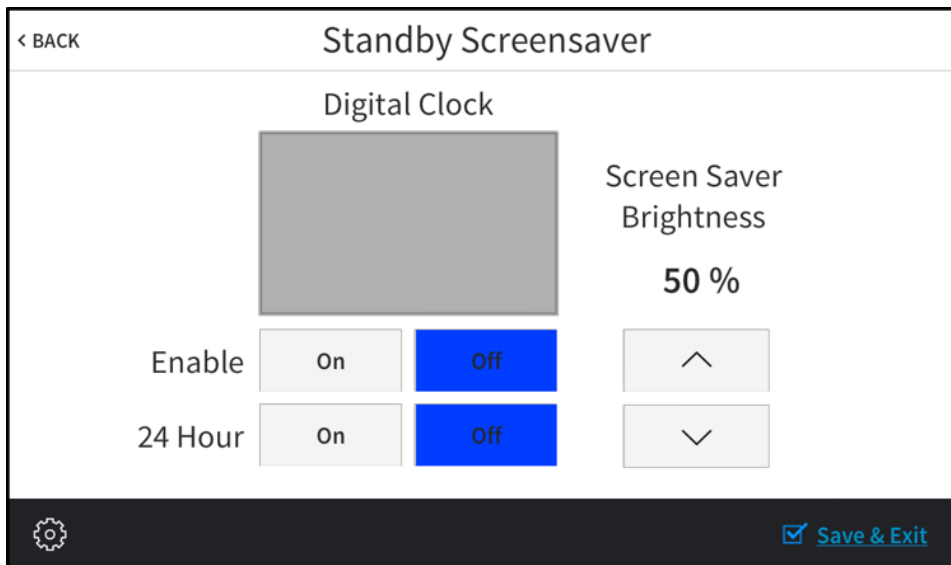 < BACK
Standby Screensaver
Digital Clock
Screen Saver
Brightness
50 %
Enable On Off
24 Hour On Off
Save & Exit